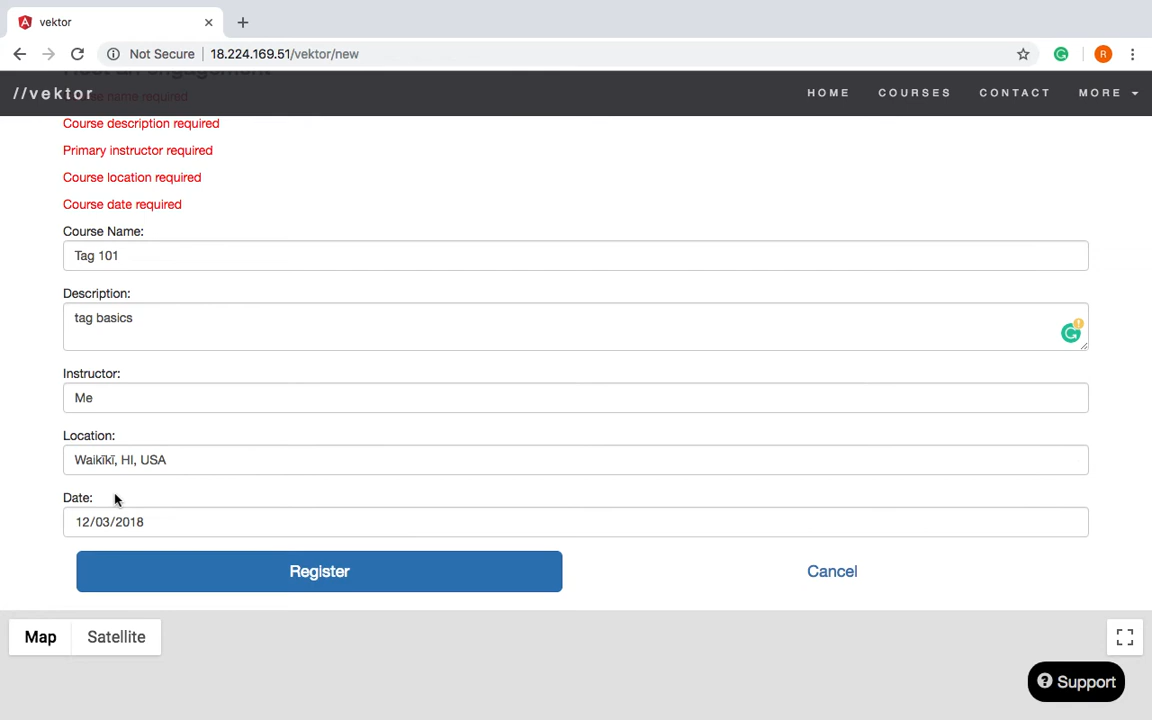 vektor
Not Secure
18.224.169.51/vektor/new
R
//vektor
HOME
COURSES
CONTACT
MORE
name required
Course description required
Primary instructor required
Course location required
Course date required
Course Name:
Tag 101
Description:
tag basics
Instructor:
Me
Location:
Waikīkī, HI, USA
Date:
12/03/2018
Register
Cancel
Map
Satellite
Support